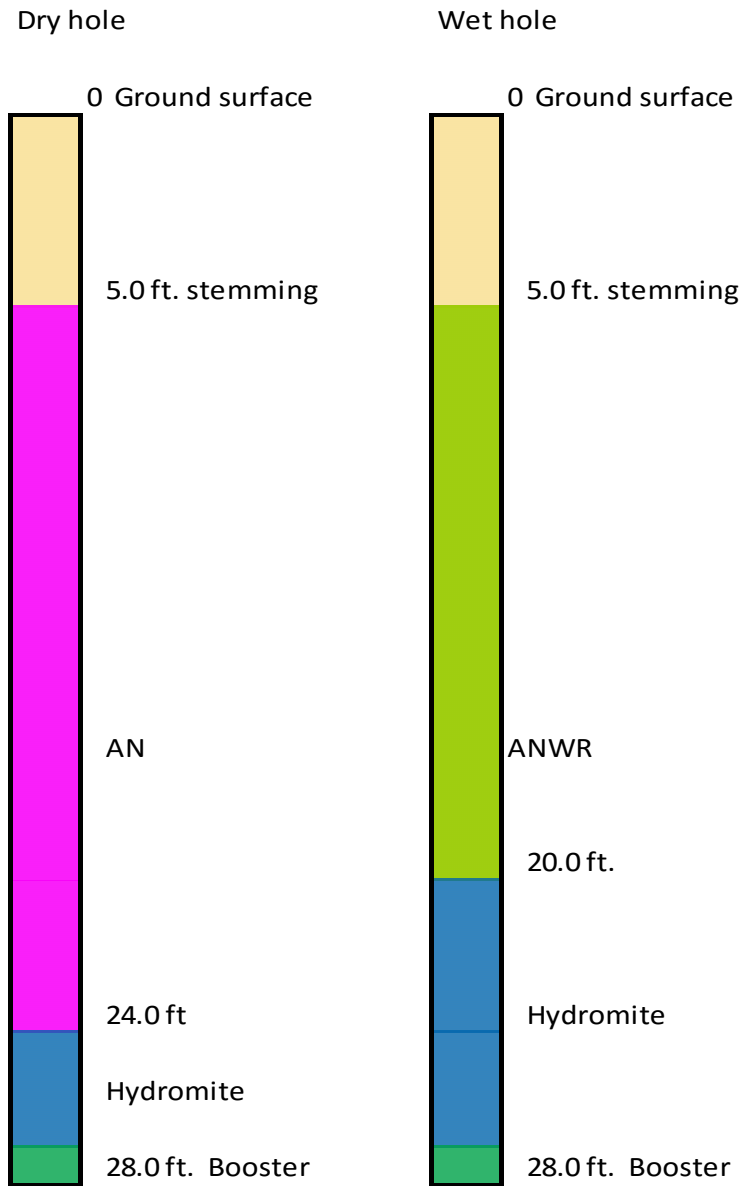 Dry hole
0 Ground surface
5.0 ft. stemming
AN
24.0 ft
Hydromite
28.0 ft. Booster
Wet hole
0 Ground surface
5.0 ft. stemming
ANWR
20.0 ft.
Hydromite
28.0 ft. Booster